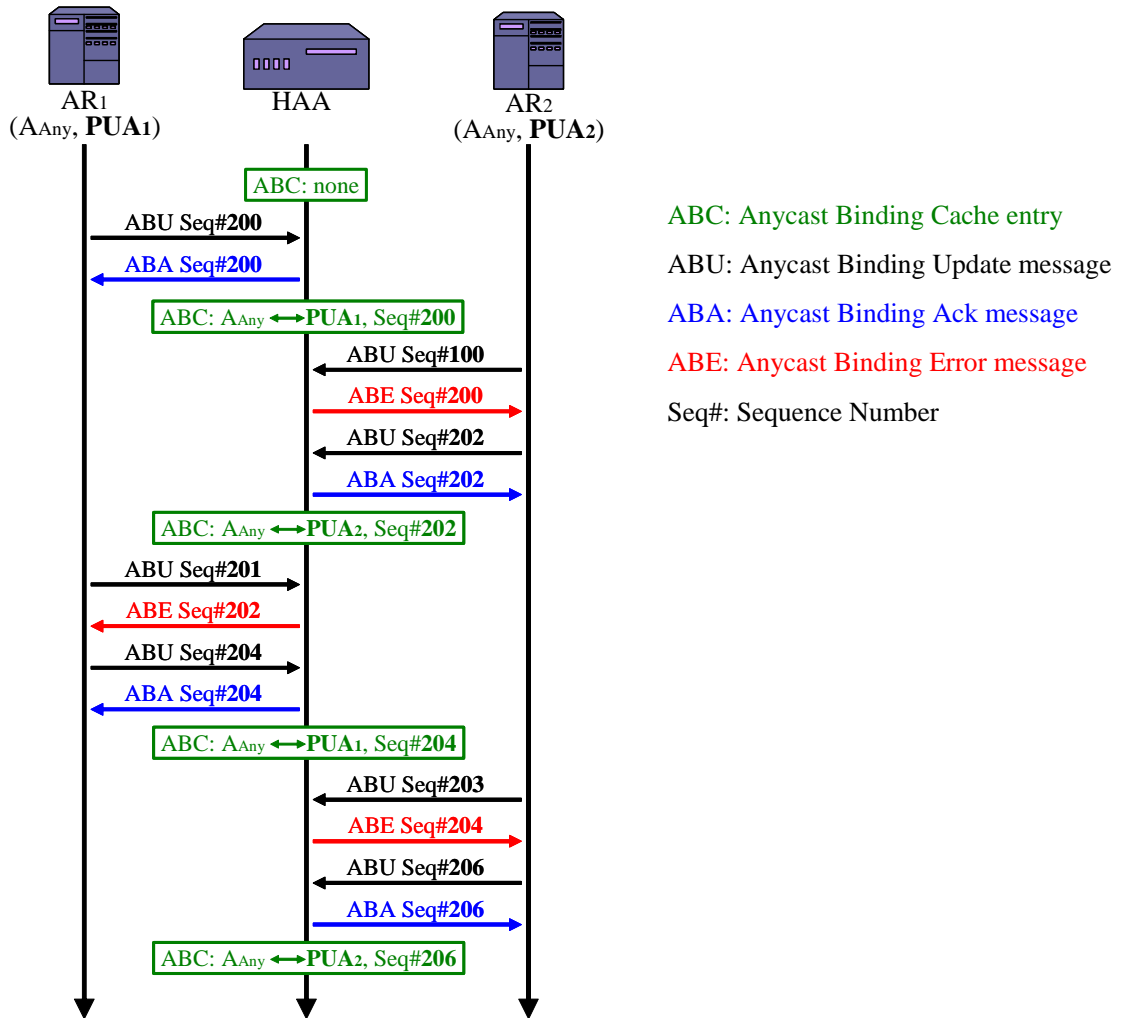 AR1
(AAny, PUA1)
HAA
AR2
(AAny, PUA2)
ABC: none
ABU Seq#200
ABA Seq#200
ABC: AAny ↔ PUA1, Seq#200
ABU Seq#100
ABE Seq#200
ABU Seq#202
ABA Seq#202
ABC: AAny ↔ PUA2, Seq#202
ABU Seq#201
ABE Seq#202
ABU Seq#204
ABA Seq#204
ABC: AAny ↔ PUA1, Seq#204
ABU Seq#203
ABE Seq#204
ABU Seq#206
ABA Seq#206
ABC: AAny ↔ PUA2, Seq#206
ABC: Anycast Binding Cache entry
ABU: Anycast Binding Update message
ABA: Anycast Binding Ack message
ABE: Anycast Binding Error message
Seq#: Sequence Number